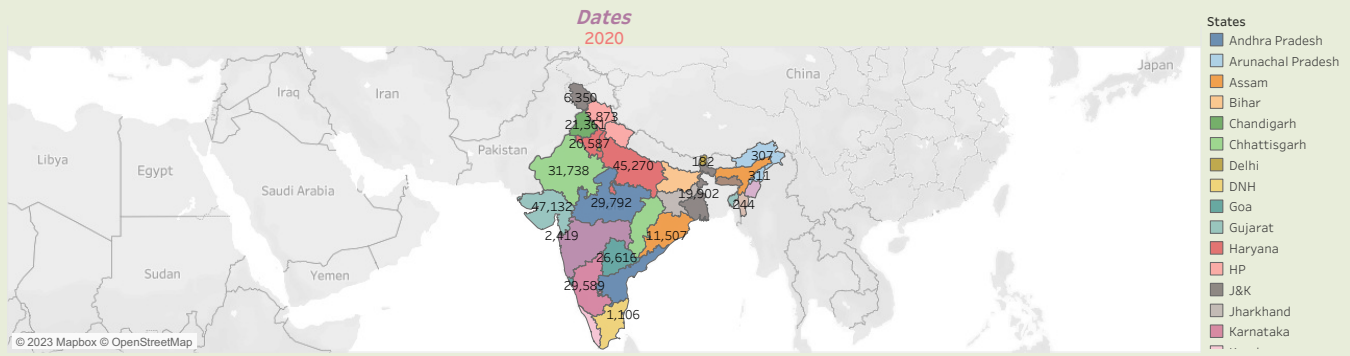 Dates
2020
States
Andhra Pradesh
Arunachal Pradesh
Assam
Bihar
Chandigarh
Chhattisgarh
Delhi
DNH
Goa
Gujarat
Haryana
HP
J&K
Jharkhand
Karnataka
China
Japan
Iraq
Iran
Pakistan
Libya
Egypt
Saudi Arabia
Sudan
Yemen
6,350
3,873
21,361
20,587
45,270
182
307
31,738
311
19,902
47,132
29,792
244
2,419
11,507
26,616
29,589
1,106
© 2023 Mapbox © OpenStreetMap